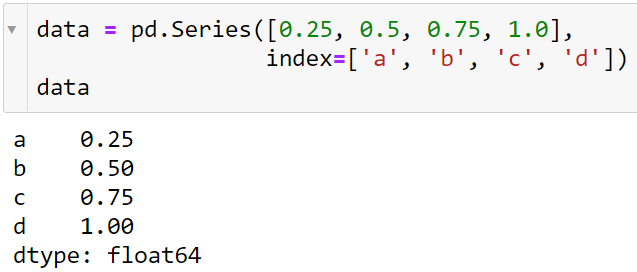 data = pd.Series([0.25, 0.5, 0.75, 1.0],
                 index=['a', 'b', 'c', 'd'])
data
a    0.25
b    0.50
c    0.75
d    1.00
dtype: float64